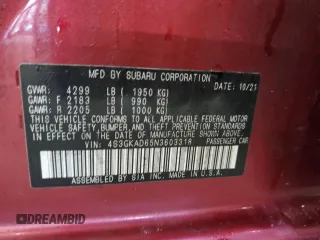 MFD BY SUBARU CORPORATION 10/21
GVWR: 4299 LB ( 1950 KG)
GAWR: F 2183 LB ( 990 KG)
GAWR: R 2205 LB ( 1000 KG)
THIS VEHICLE CONFORMS TO ALL APPLICABLE FEDERAL MOTOR
VEHICLE SAFETY, BUMPER, AND THEFT PREVENTION STANDARDS
IN EFFECT ON THE DATE OF MANUFACTURE SHOWN ABOVE.
VIN: 4S3GKAD65N3603318 PASSENGER CAR
ASSEMBLED BY SIA INC. MADE IN U.S.A.
DREAMBID